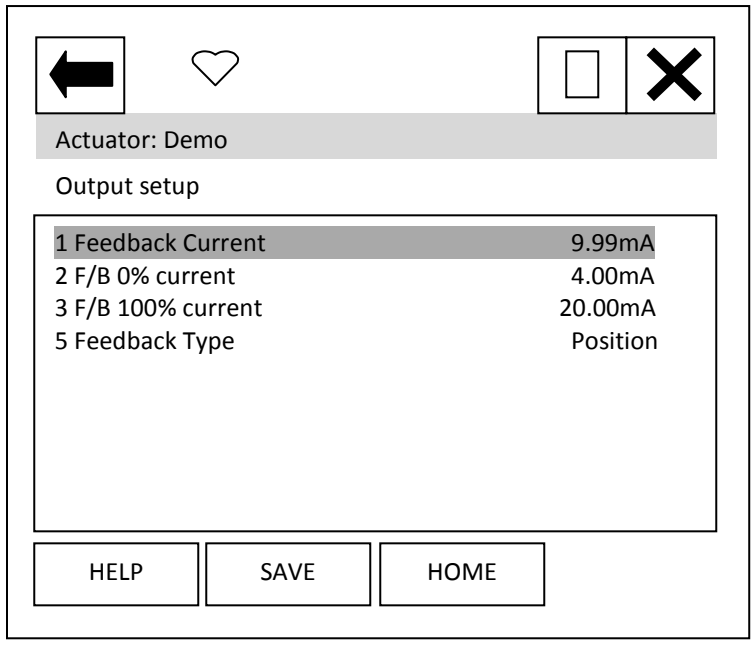 Actuator: Demo
Output setup
1 Feedback Current 9.99mA
2 F/B 0% current 4.00mA
3 F/B 100% current 20.00mA
5 Feedback Type Position
HELP SAVE HOME